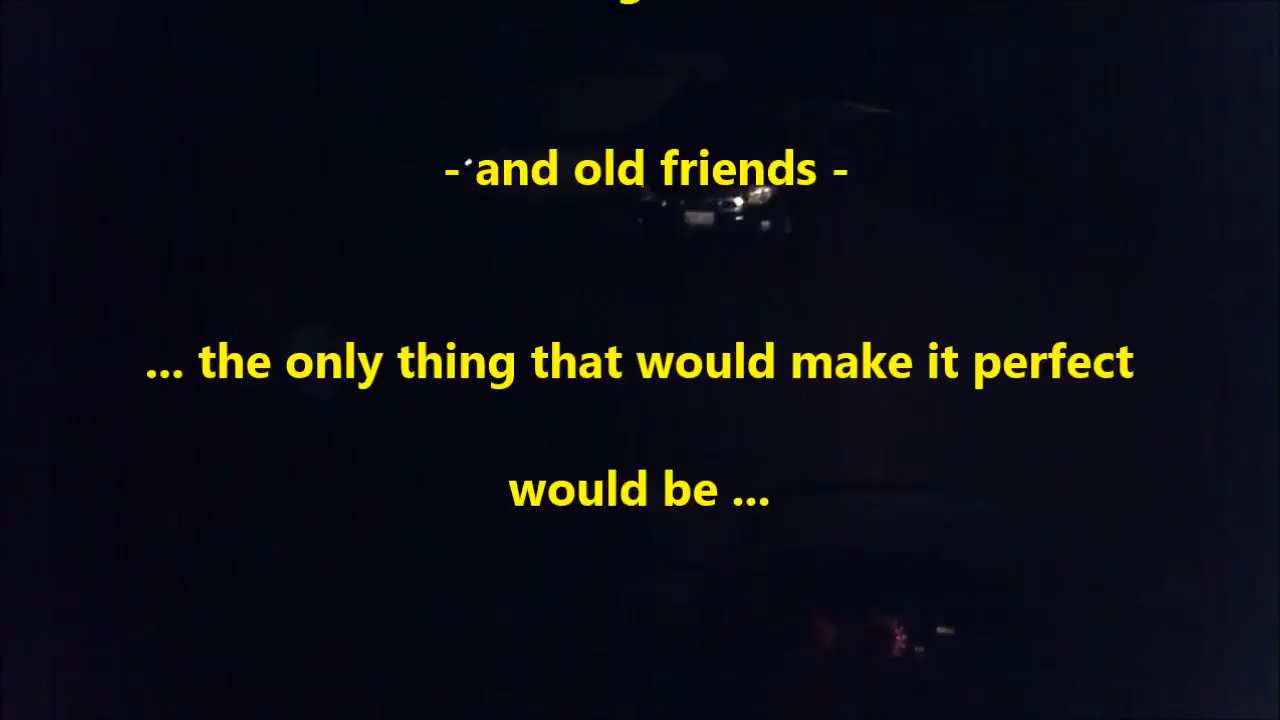 - and old friends -
... the only thing that would make it perfect
would be ...